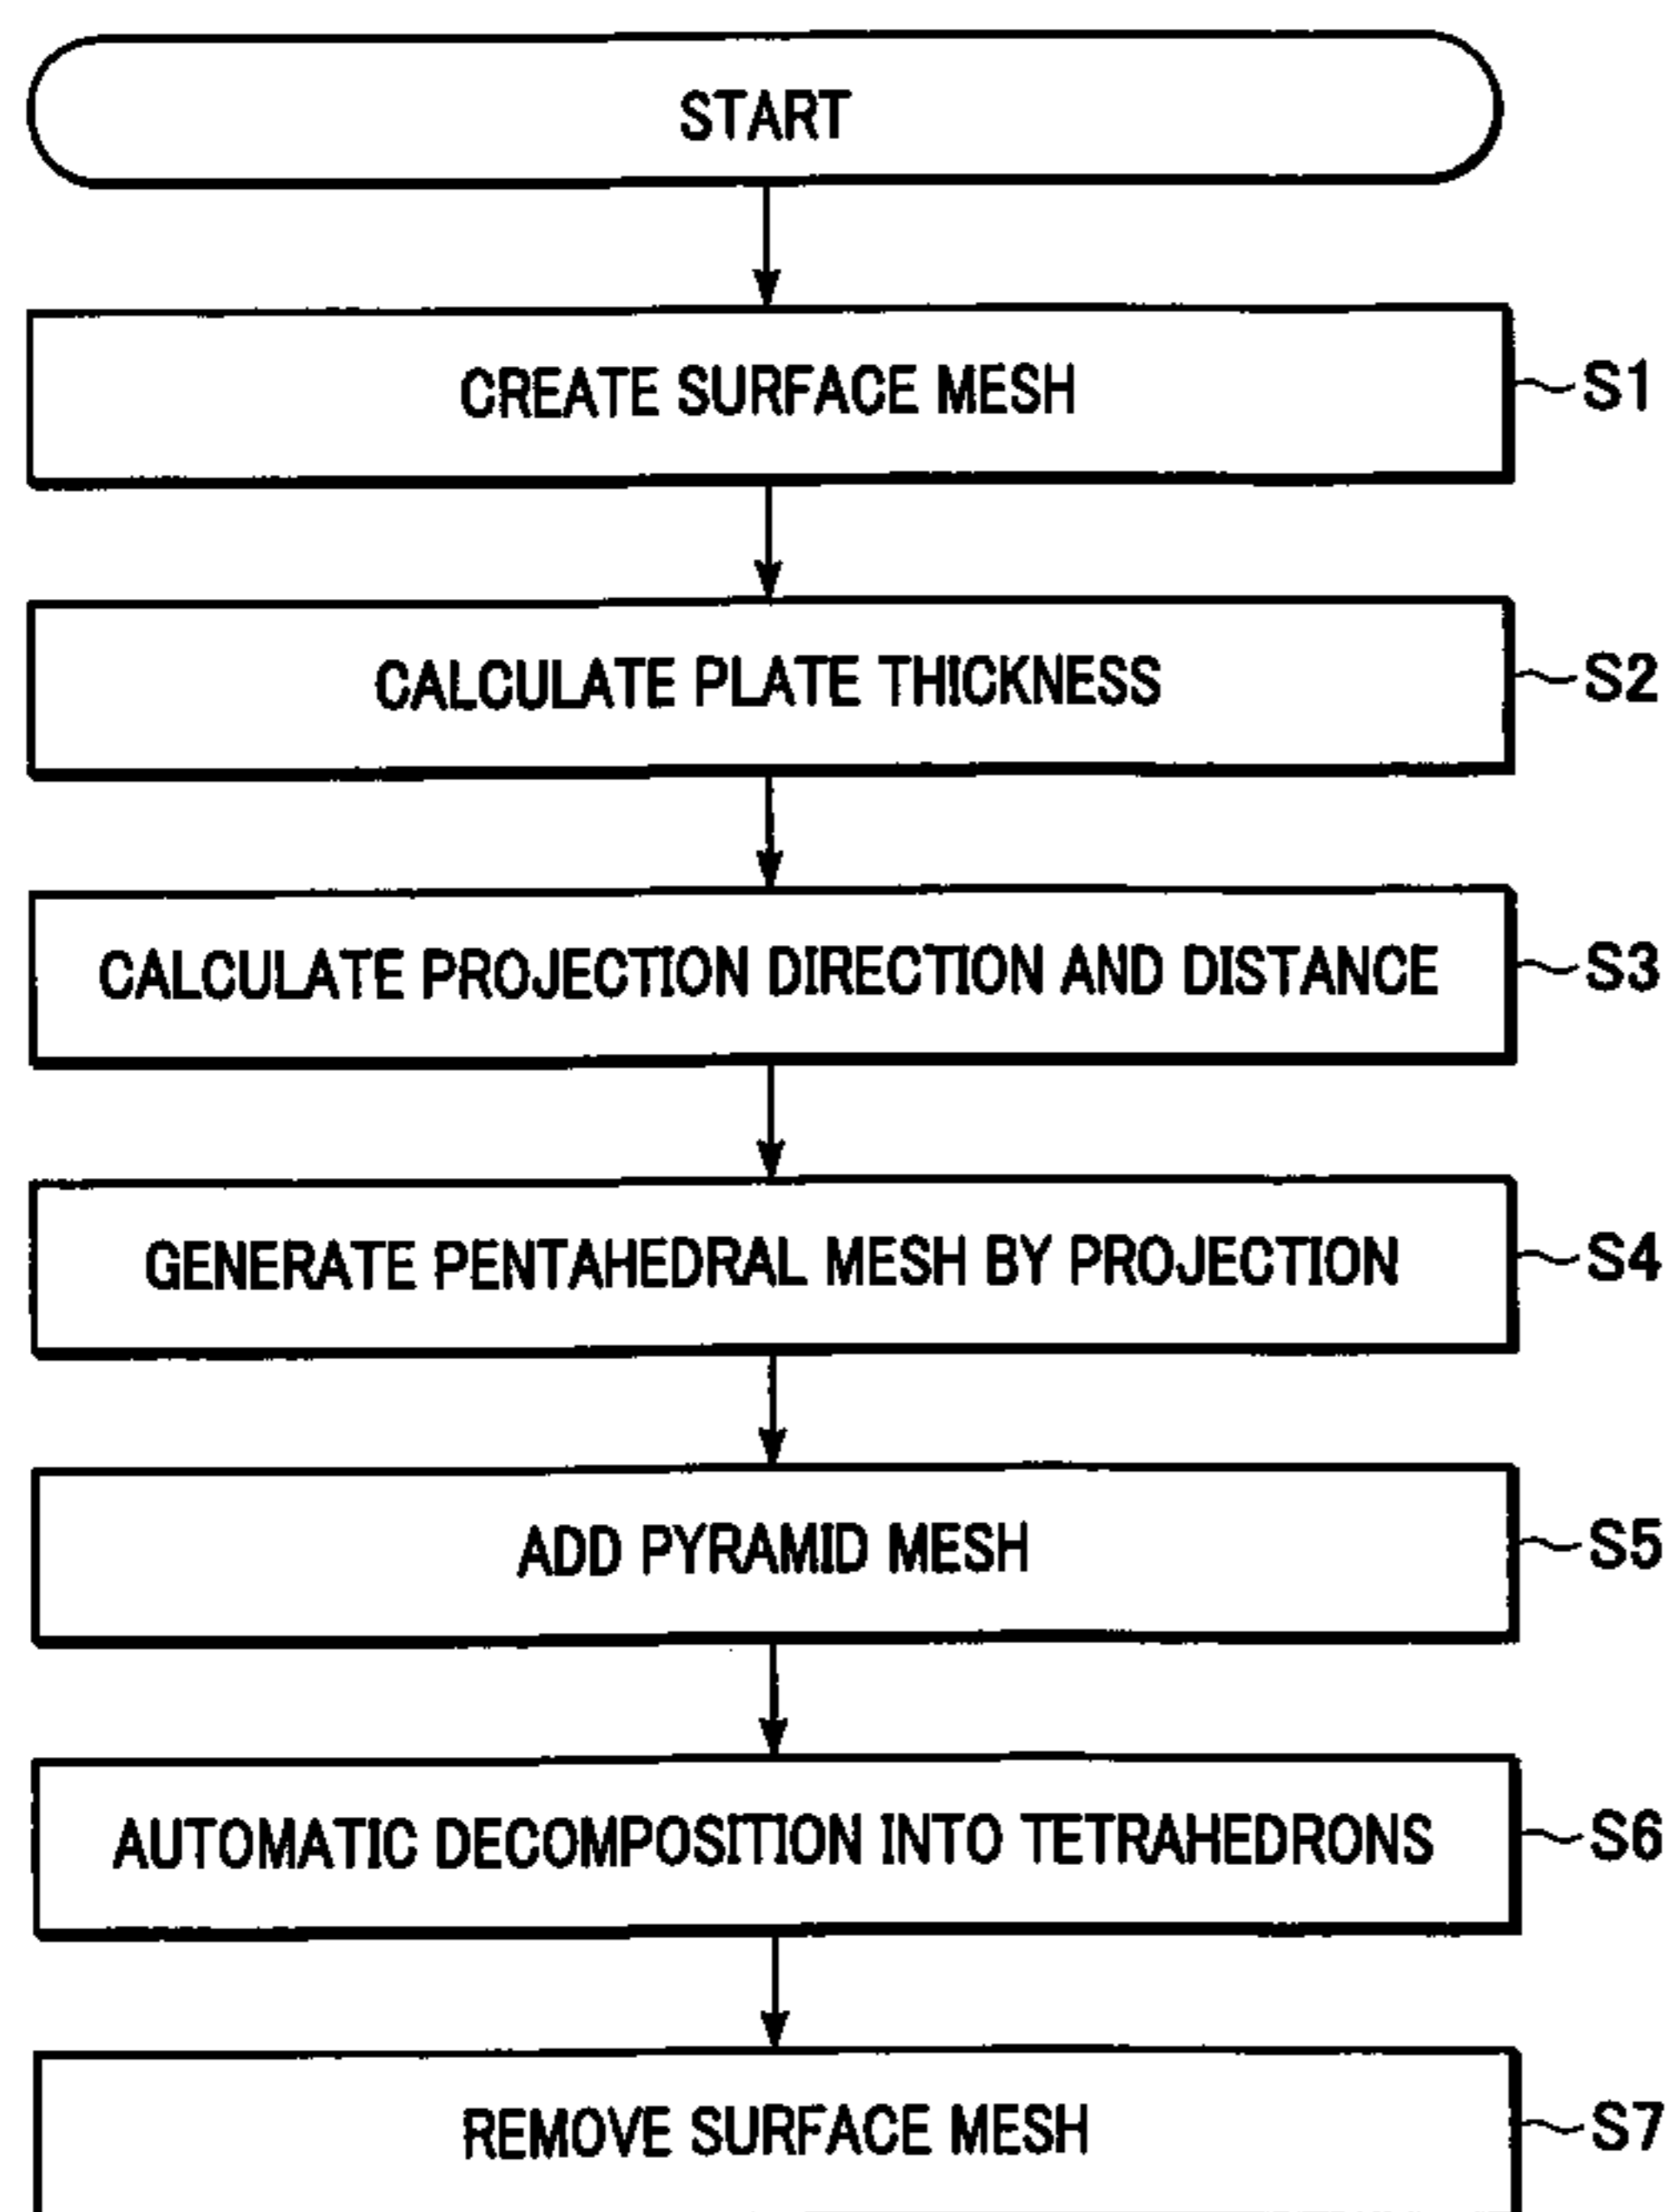 START
CREATE SURFACE MESH
S1
CALCULATE PLATE THICKNESS
S2
CALCULATE PROJECTION DIRECTION AND DISTANCE
S3
GENERATE PENTAHEDRAL MESH BY PROJECTION
S4
ADD PYRAMID MESH
S5
AUTOMATIC DECOMPOSITION INTO TETRAHEDRONS
S6
REMOVE SURFACE MESH
S7